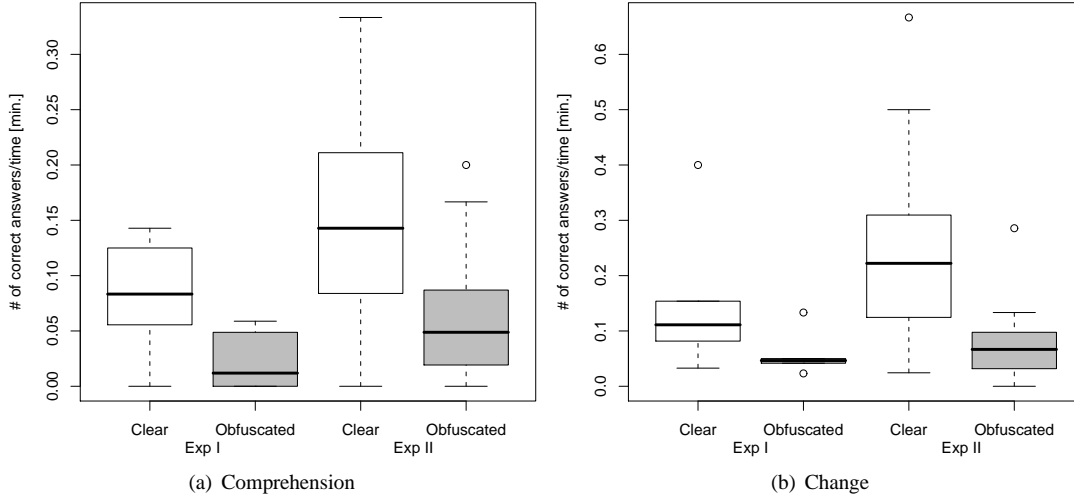 # of correct answers/time [min.]
0.30
0.25
0.20
0.15
0.10
0.05
0.00
Clear Obfuscated Clear Obfuscated
Exp I Exp II
(a) Comprehension
# of correct answers/time [min.]
0.6
0.5
0.4
0.3
0.2
0.1
0.0
Clear Obfuscated Clear Obfuscated
Exp I Exp II
(b) Change